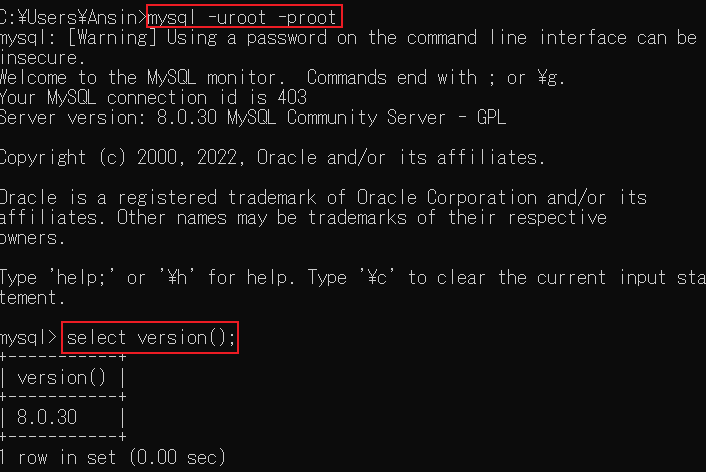 C:¥Users¥Ansin>mysql -uroot -proot
mysql: [Warning] Using a password on the command line interface can be
insecure.
Welcome to the MySQL monitor.  Commands end with ; or ¥g.
Your MySQL connection id is 403
Server version: 8.0.30 MySQL Community Server - GPL
Copyright (c) 2000, 2022, Oracle and/or its affiliates.
Oracle is a registered trademark of Oracle Corporation and/or its
affiliates. Other names may be trademarks of their respective
owners.
Type 'help;' or '¥h' for help. Type '¥c' to clear the current input sta
tement.
mysql> select version();
+-----------+
| version() |
+-----------+
| 8.0.30    |
+-----------+
1 row in set (0.00 sec)